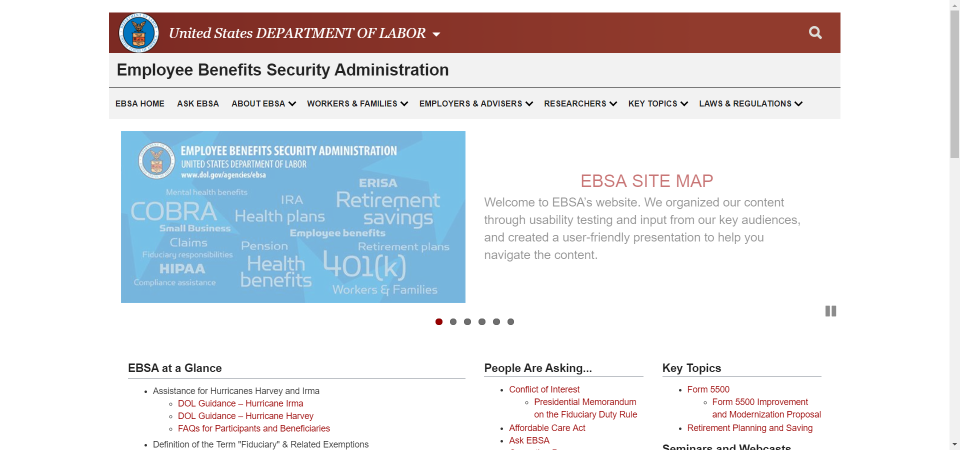 United States DEPARTMENT OF LABOR
Employee Benefits Security Administration
EBSA HOME ASK EBSA ABOUT EBSA WORKERS & FAMILIES EMPLOYERS & ADVISERS RESEARCHERS KEY TOPICS LAWS & REGULATIONS
EMPLOYEE BENEFITS SECURITY ADMINISTRATION
UNITED STATES DEPARTMENT OF LABOR
www.dol.gov/agencies/ebsa
ERISA
Mental health benefits
IRA
Retirement savings
COBRA
Health plans
Small Business
Employee benefits
Claims
Pension
Retirement plans
Fiduciary responsibilities
Health benefits
401(k)
HIPAA
Compliance assistance
Workers & Families
EBSA SITE MAP
Welcome to EBSA's website. We organized our content
through usability testing and input from our key audiences,
and created a user-friendly presentation to help you
navigate the content.
EBSA at a Glance
Assistance for Hurricanes Harvey and Irma
DOL Guidance – Hurricane Irma
DOL Guidance – Hurricane Harvey
FAQs for Participants and Beneficiaries
Definition of the Term "Fiduciary" & Related Exemptions
People Are Asking...
Conflict of Interest
Presidential Memorandum
on the Fiduciary Duty Rule
Affordable Care Act
Ask EBSA
Key Topics
Form 5500
Form 5500 Improvement
and Modernization Proposal
Retirement Planning and Saving
Seminars and Webcasts